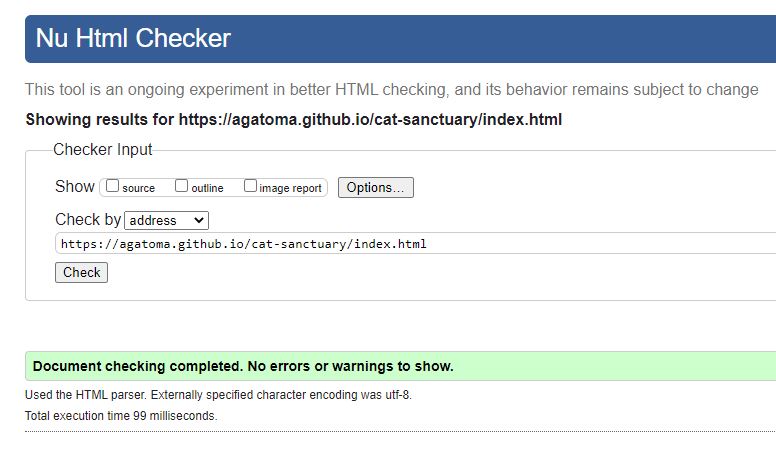 Nu Html Checker
This tool is an ongoing experiment in better HTML checking, and its behavior remains subject to change
Showing results for https://agatoma.github.io/cat-sanctuary/index.html
Checker Input
Show source outline image report Options...
Check by address
https://agatoma.github.io/cat-sanctuary/index.html
Check
Document checking completed. No errors or warnings to show.
Used the HTML parser. Externally specified character encoding was utf-8.
Total execution time 99 milliseconds.